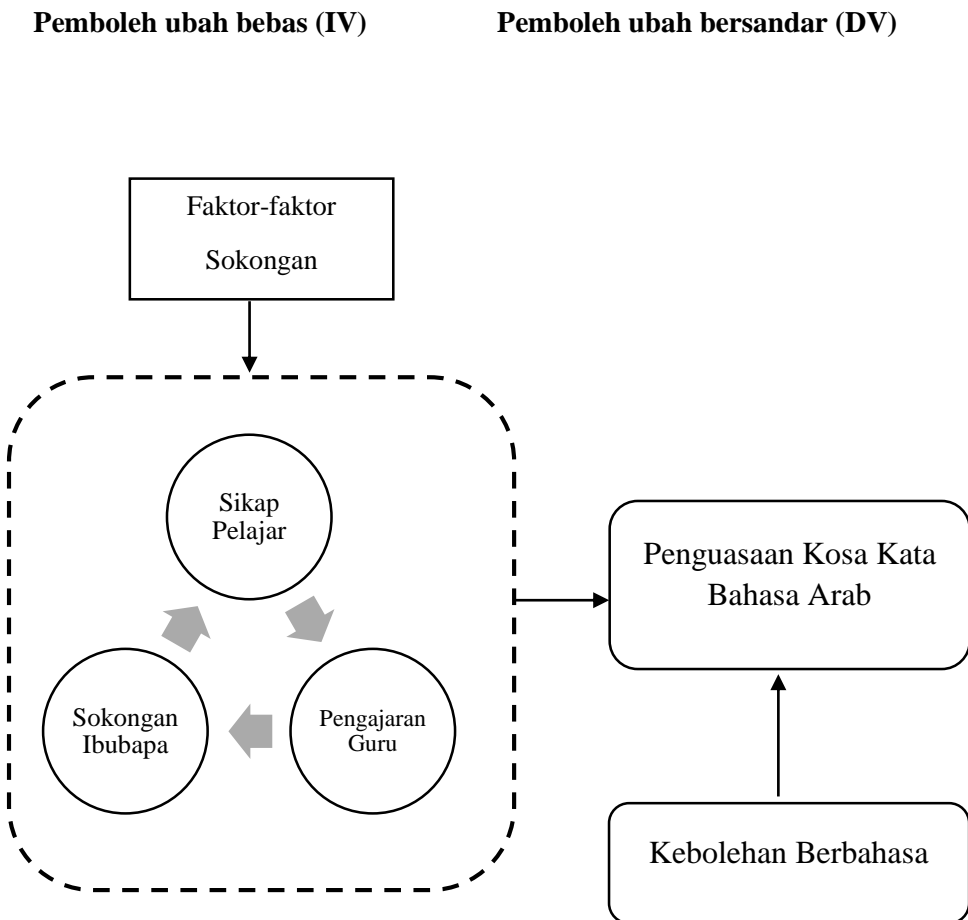 Pemboleh ubah bebas (IV)
Pemboleh ubah bersandar (DV)
Faktor-faktor
Sokongan
Sikap
Pelajar
Sokongan
Ibubapa
Pengajaran
Guru
Penguasaan Kosa Kata
Bahasa Arab
Kebolehan Berbahasa